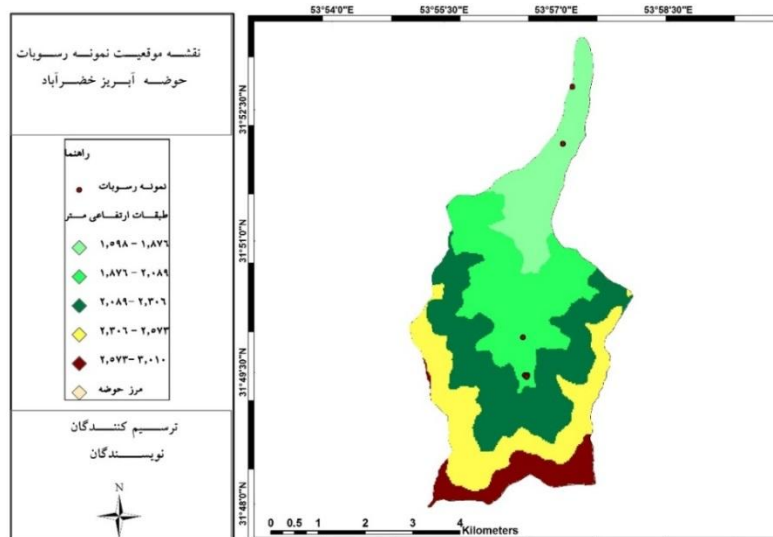 نقشه موقعیت نمونه رسوبات
حوضه آبریز خضرآباد
راهنما
نمونه رسوبات
طبقات ارتفاعی متر
۱,۵۹۸ - ۱,۸۷۶
۱,۸۷۶ - ۲,۰۸۹
۲,۰۸۹ - ۲,۳۰۶
۲,۳۰۶ - ۲,۵۷۳
۲,۵۷۳ - ۳,۰۱۰
مرز حوضه
ترسیم کنندگان
نویسندگان
N
53°54'0"E 53°55'30"E 53°57'0"E 53°58'30"E
31°52'30"N
31°51'0"N
31°49'30"N
31°48'0"N
0 0.5 1 2 3 4
Kilometers